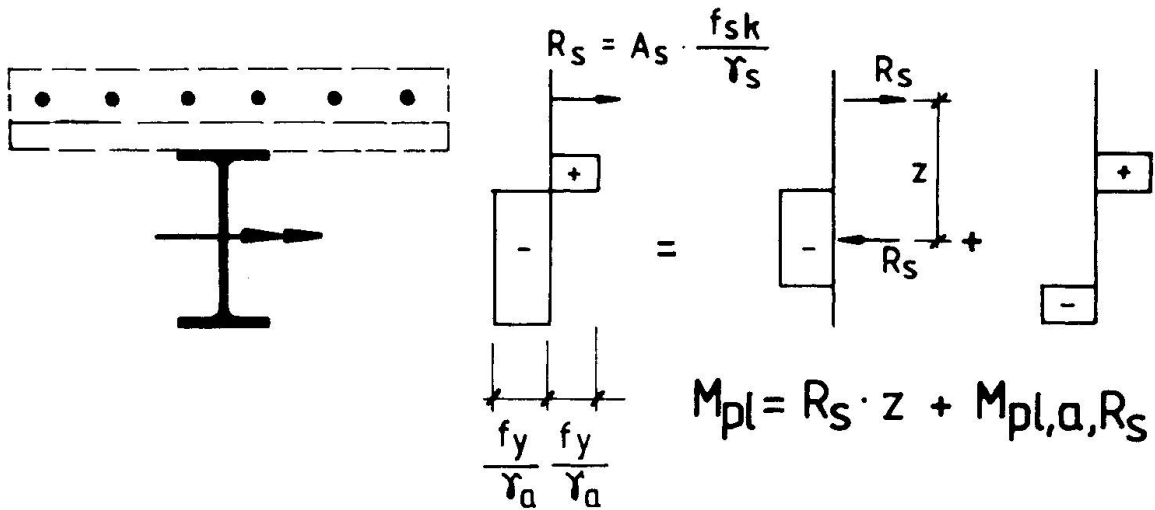 R_s = A_s · f_sk / γ_s
+
-
f_y / γ_a f_y / γ_a
=
-
R_s
z
R_s
+
+
-
M_pl = R_s · z + M_pl,a,R_s